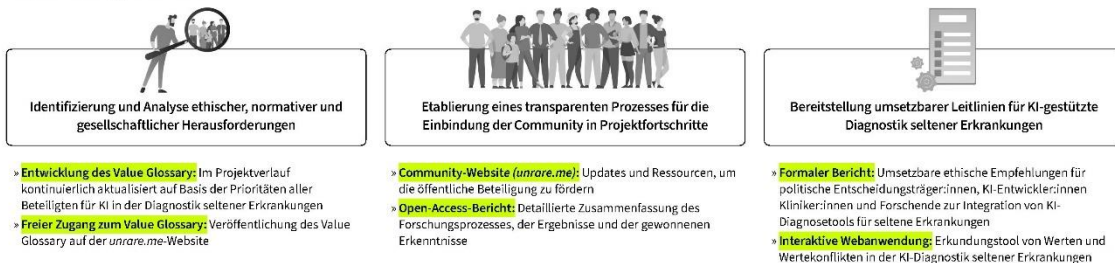 Identifizierung und Analyse ethischer, normativer und
gesellschaftlicher Herausforderungen
» Entwicklung des Value Glossary: Im Projektverlauf
kontinuierlich aktualisiert auf Basis der Prioritäten aller
Beteiligten für KI in der Diagnostik seltener Erkrankungen
» Freier Zugang zum Value Glossary: Veröffentlichung des Value
Glossary auf der unrare.me-Website
Etablierung eines transparenten Prozesses für die
Einbindung der Community in Projektfortschritte
» Community-Website (unrare.me): Updates und Ressourcen, um
die öffentliche Beteiligung zu fördern
» Open-Access-Bericht: Detaillierte Zusammenfassung des
Forschungsprozesses, der Ergebnisse und der gewonnenen
Erkenntnisse
Bereitstellung umsetzbarer Leitlinien für KI-gestützte
Diagnostik seltener Erkrankungen
» Formaler Bericht: Umsetzbare ethische Empfehlungen für
politische Entscheidungsträger:innen, KI-Entwickler:innen
Kliniker:innen und Forschende zur Integration von KI-
Diagnosetools für seltene Erkrankungen
» Interaktive Webanwendung: Erkundungstool von Werten und
Wertekonflikten in der KI-Diagnostik seltener Erkrankungen